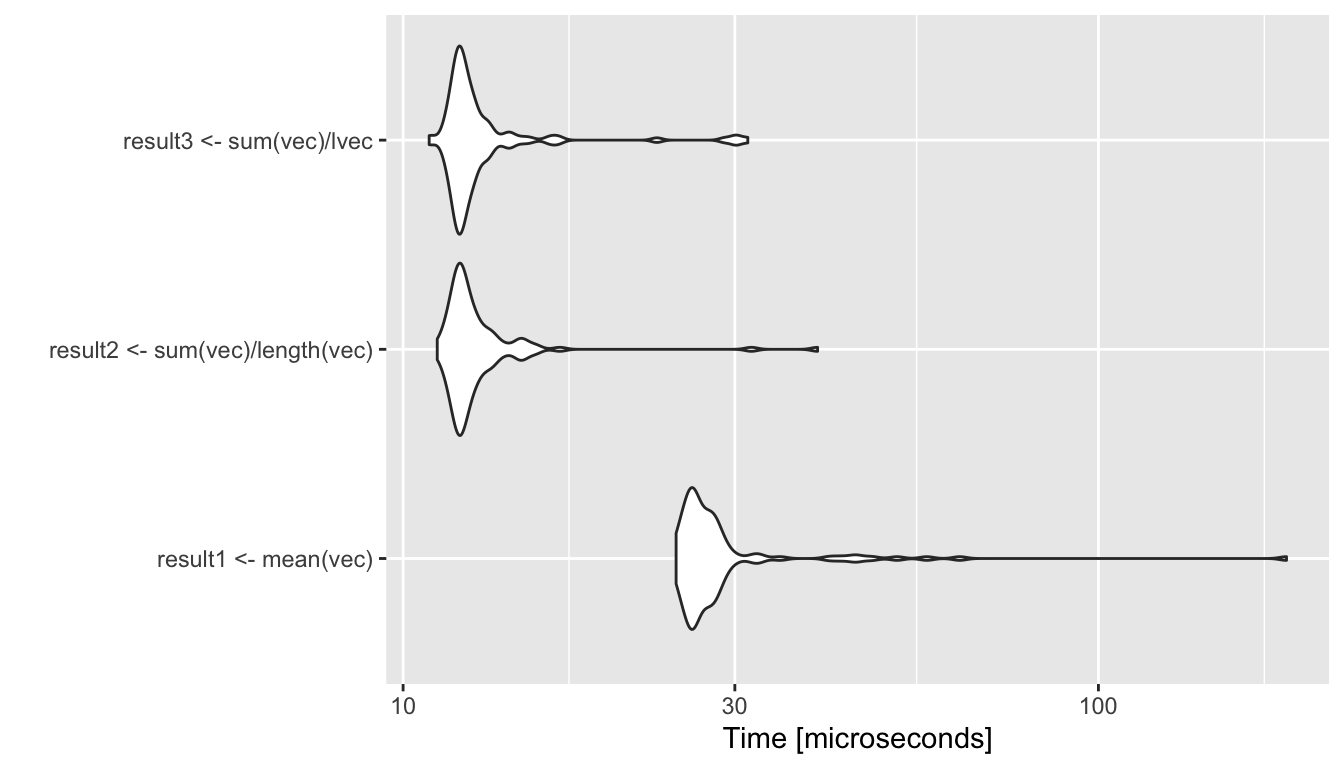 result3 <- sum(vec)/lvec
result2 <- sum(vec)/length(vec)
result1 <- mean(vec)
10 30 100
Time [microseconds]